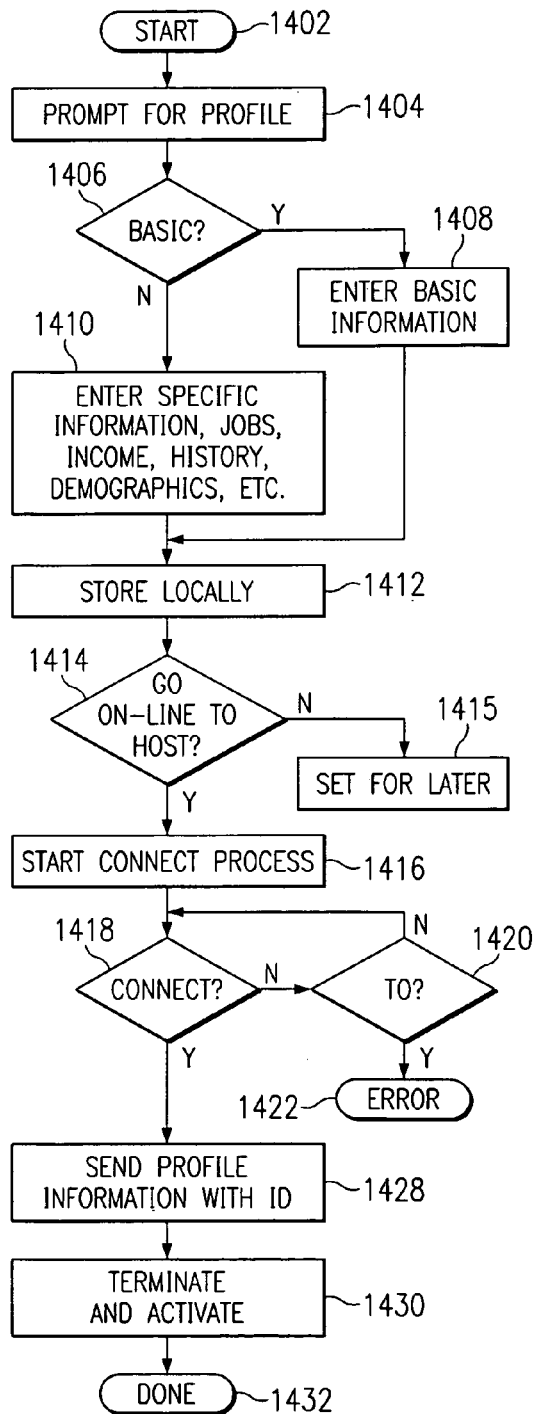 START
1402
PROMPT FOR PROFILE
1404
1406
BASIC?
Y
N
1408
ENTER BASIC
INFORMATION
1410
ENTER SPECIFIC
INFORMATION, JOBS,
INCOME, HISTORY,
DEMOGRAPHICS, ETC.
STORE LOCALLY
1412
1414
GO
ON-LINE TO
HOST?
N
Y
1415
SET FOR LATER
START CONNECT PROCESS
1416
1418
CONNECT?
N
Y
N
1420
TO?
Y
1422
ERROR
SEND PROFILE
INFORMATION WITH ID
1428
TERMINATE
AND ACTIVATE
1430
DONE
1432